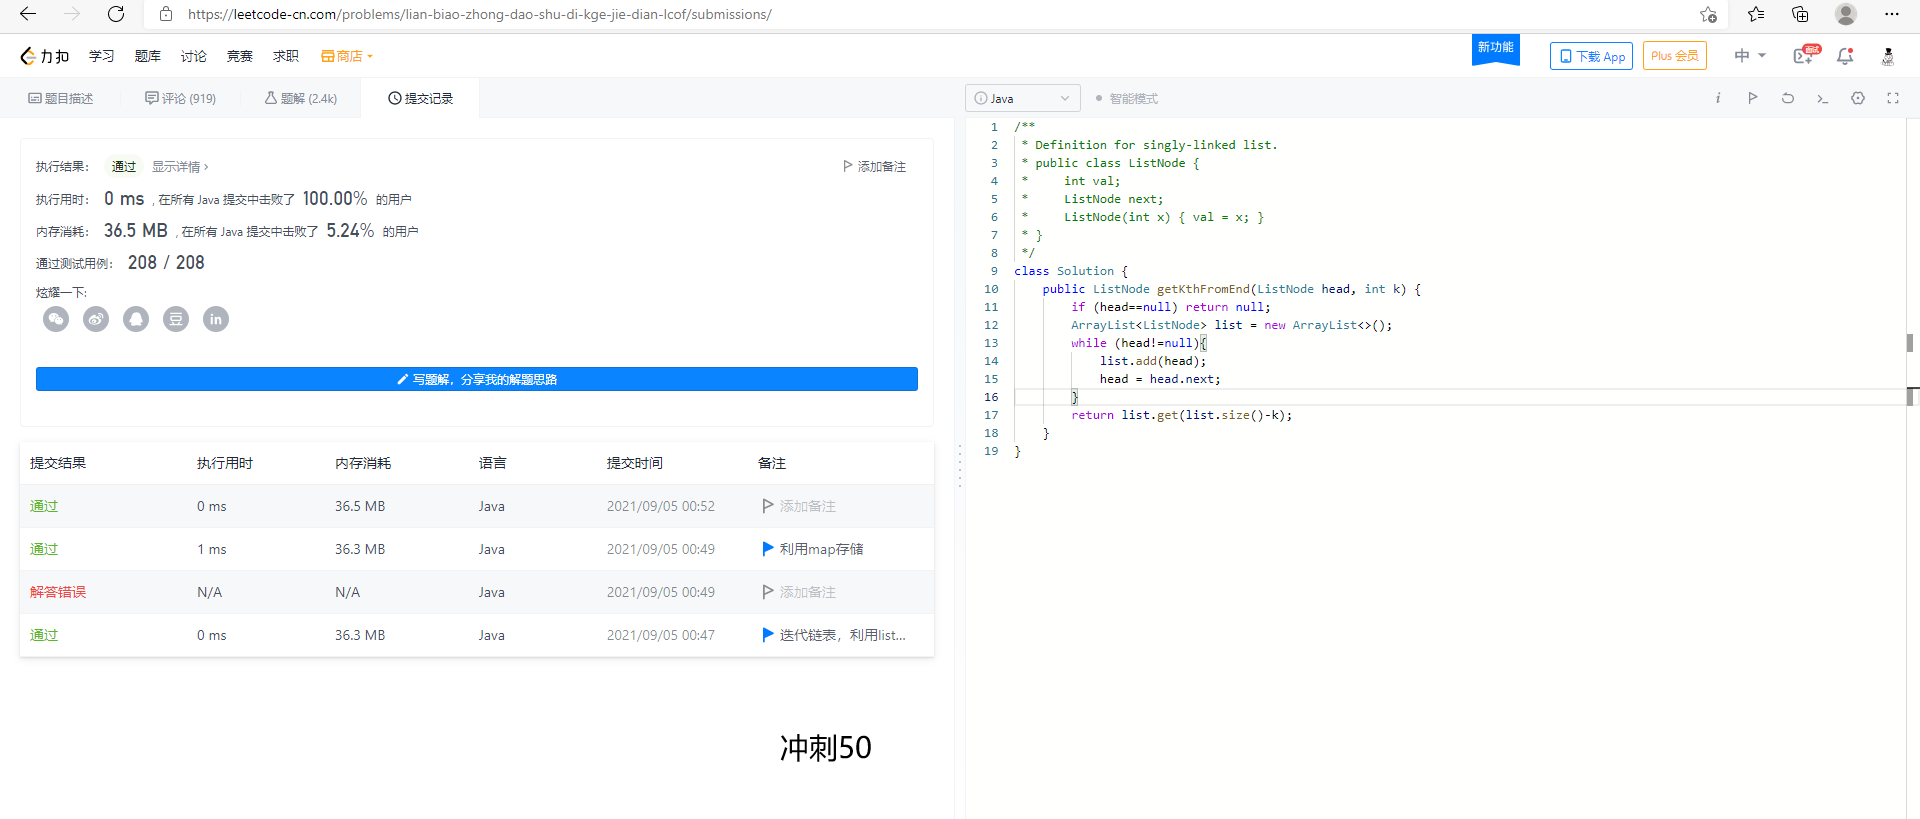 https://leetcode-cn.com/problems/lian-biao-zhong-dao-shu-di-kge-jie-dian-lcof/submissions/
力扣 学习 题库 讨论 竞赛 求职 商店 新功能 下载 App Plus 会员 中 面试
题目描述 评论 (919) 题解 (2.4k) 提交记录
执行结果： 通过 显示详情 › 添加备注
执行用时： 0 ms , 在所有 Java 提交中击败了 100.00% 的用户
内存消耗： 36.5 MB , 在所有 Java 提交中击败了 5.24% 的用户
通过测试用例： 208 / 208
炫耀一下:
豆 in
写题解，分享我的解题思路
提交结果 执行用时 内存消耗 语言 提交时间 备注
通过 0 ms 36.5 MB Java 2021/09/05 00:52 添加备注
通过 1 ms 36.3 MB Java 2021/09/05 00:49 利用map存储
解答错误 N/A N/A Java 2021/09/05 00:49 添加备注
通过 0 ms 36.3 MB Java 2021/09/05 00:47 迭代链表，利用list...
冲刺50
Java 智能模式
1 /**
2  * Definition for singly-linked list.
3  * public class ListNode {
4  *     int val;
5  *     ListNode next;
6  *     ListNode(int x) { val = x; }
7  * }
8  */
9 class Solution {
10     public ListNode getKthFromEnd(ListNode head, int k) {
11         if (head==null) return null;
12         ArrayList<ListNode> list = new ArrayList<>();
13         while (head!=null){
14             list.add(head);
15             head = head.next;
16         }
17         return list.get(list.size()-k);
18     }
19 }